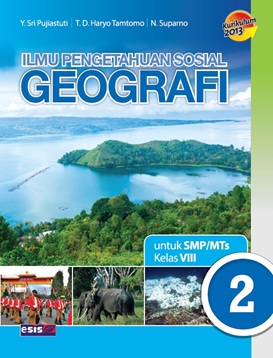 Y. Sri Pujiastuti | T. D. Haryo Tamtomo | N. Suparno
Kurikulum
2013
ILMU PENGETAHUAN SOSIAL
GEOGRAFI
untuk SMP/MTs
Kelas VIII
2
esis